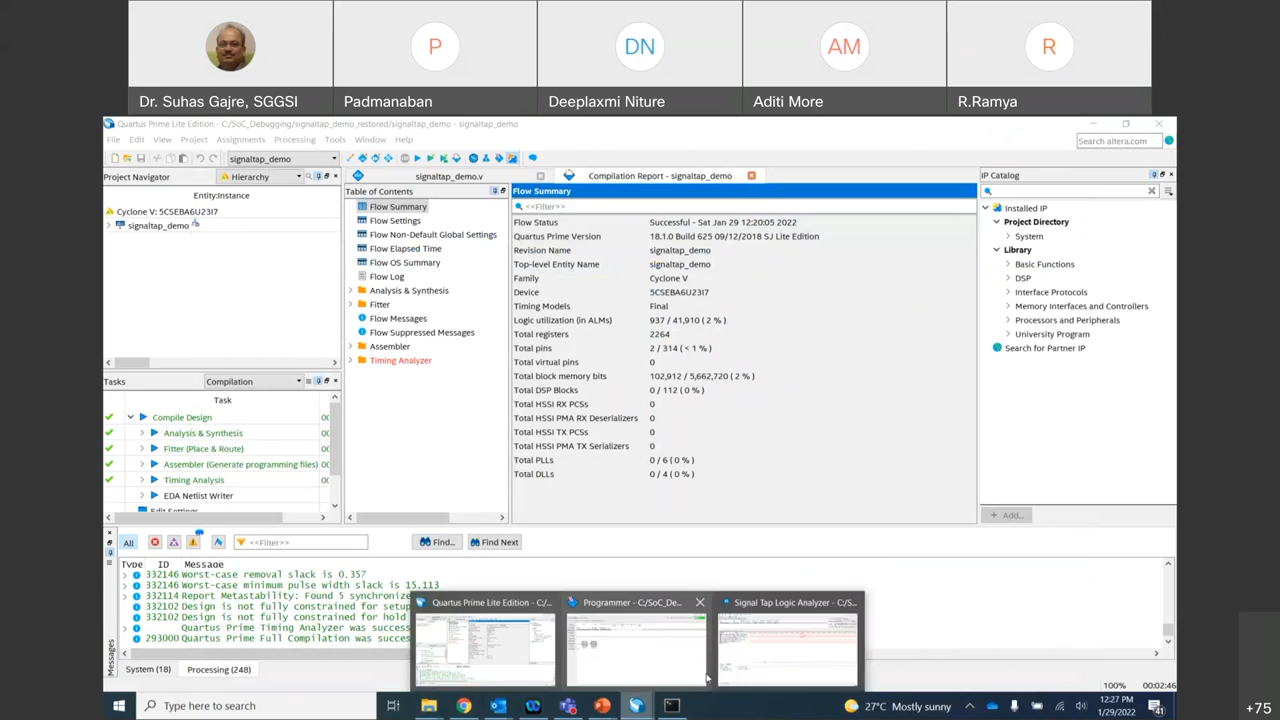 P
DN
AM
R
Dr. Suhas Gajre, SGGSI
Padmanaban
Deeplaxmi Niture
Aditi More
R.Ramya
Quartus Prime Lite Edition - C:/SoC_Debugging/signaltap_demo_restored/signaltap_demo - signaltap_demo
File Edit View Project Assignments Processing Tools Window Help
Search altera.com
signaltap_demo
Project Navigator
Hierarchy
signaltap_demo.v
Compilation Report - signaltap_demo
IP Catalog
Entity:Instance
Cyclone V: 5CSEBA6U23I7
signaltap_demo
Table of Contents
Flow Summary
Flow Settings
Flow Non-Default Global Settings
Flow Elapsed Time
Flow OS Summary
Flow Log
Analysis & Synthesis
Fitter
Flow Messages
Flow Suppressed Messages
Assembler
Timing Analyzer
Flow Summary
<<Filter>>
Flow Status Successful - Sat Jan 29 12:20:05 2022
Quartus Prime Version 18.1.0 Build 625 09/12/2018 SJ Lite Edition
Revision Name signaltap_demo
Top-level Entity Name signaltap_demo
Family Cyclone V
Device 5CSEBA6U23I7
Timing Models Final
Logic utilization (in ALMs) 937 / 41,910 ( 2 % )
Total registers 2264
Total pins 2 / 314 ( < 1 % )
Total virtual pins 0
Total block memory bits 102,912 / 5,662,720 ( 2 % )
Total DSP Blocks 0 / 112 ( 0 % )
Total HSSI RX PCSs 0
Total HSSI PMA RX Deserializers 0
Total HSSI TX PCSs 0
Total HSSI PMA TX Serializers 0
Total PLLs 0 / 6 ( 0 % )
Total DLLs 0 / 4 ( 0 % )
Installed IP
Project Directory
System
Library
Basic Functions
DSP
Interface Protocols
Memory Interfaces and Controllers
Processors and Peripherals
University Program
Search for Partner IP
+ Add...
Tasks
Compilation
Task
Compile Design 00
Analysis & Synthesis 00
Fitter (Place & Route) 00
Assembler (Generate programming files) 00
Timing Analysis 00
EDA Netlist Writer
Edit Settings
All
<<Filter>>
Find...
Find Next
Type ID Message
332146 Worst-case removal slack is 0.357
332146 Worst-case minimum pulse width slack is 15.113
332114 Report Metastability: Found 5 synchronize
332102 Design is not fully constrained for setup
332102 Design is not fully constrained for hold
Quartus Prime Timing Analyzer was succes
293000 Quartus Prime Full Compilation was succes
Messages
System (18)
Processing (248)
Quartus Prime Lite Edition - C:/...
Programmer - C:/SoC_De...
Signal Tap Logic Analyzer - C:/S...
100% 00:02:46
Type here to search
27°C Mostly sunny
12:27 PM
1/29/2022
41
+75